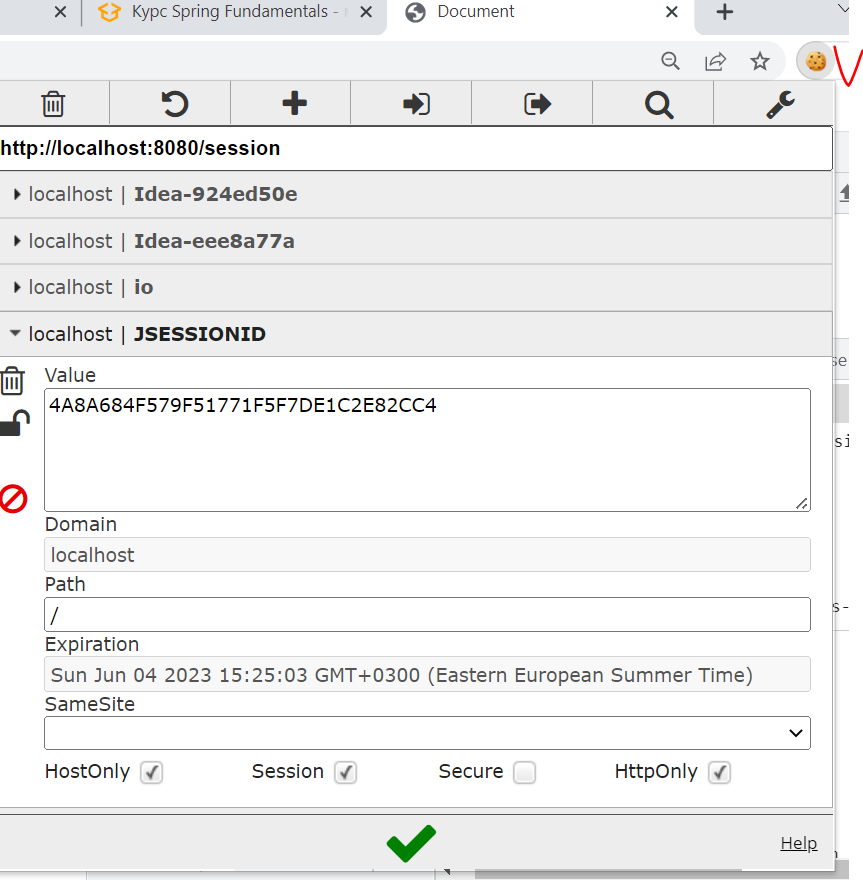 Kypc Spring Fundamentals -
Document
http://localhost:8080/session
localhost | Idea-924ed50e
localhost | Idea-eee8a77a
localhost | io
localhost | JSESSIONID
Value
4A8A684F579F51771F5F7DE1C2E82CC4
Domain
localhost
Path
/
Expiration
Sun Jun 04 2023 15:25:03 GMT+0300 (Eastern European Summer Time)
SameSite
HostOnly Session Secure HttpOnly
Help